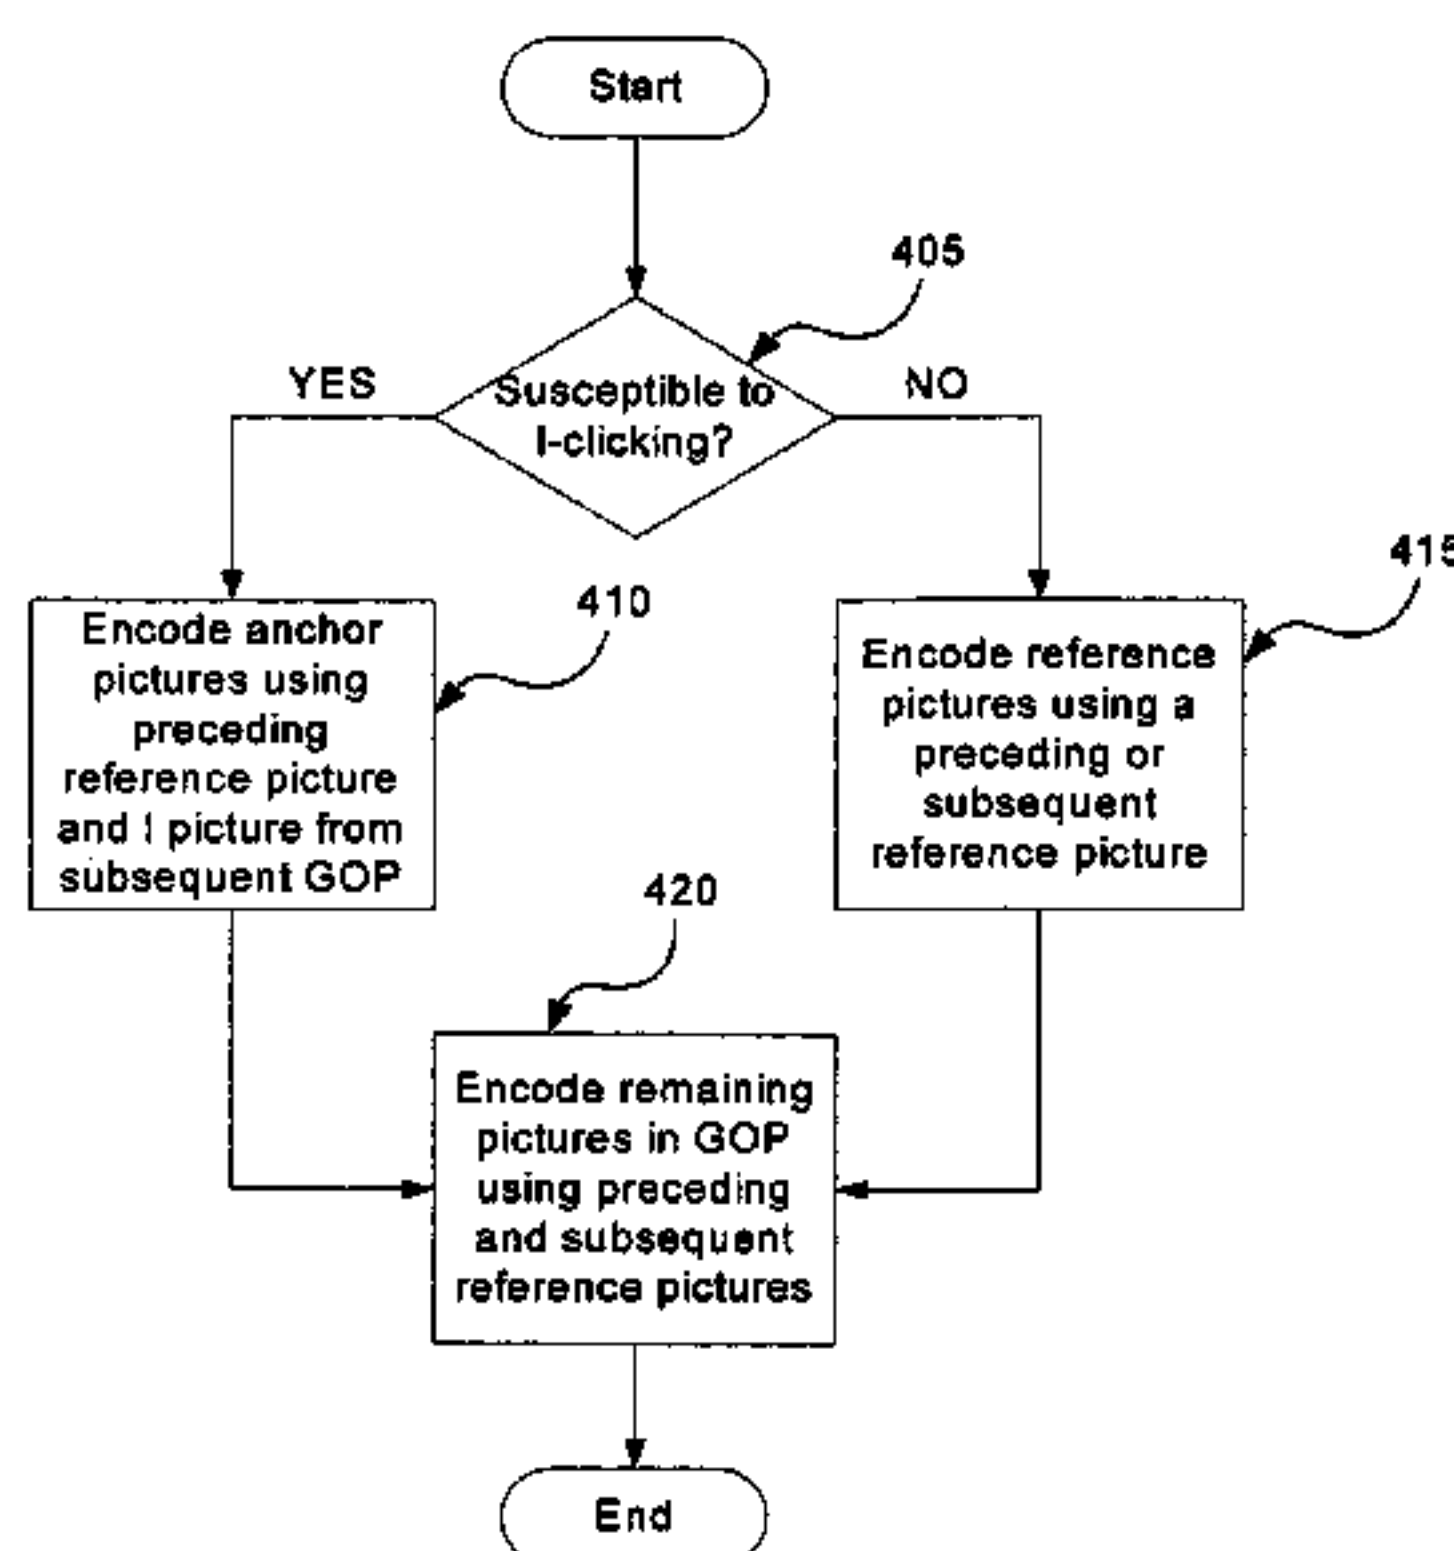 Start
405
YES
Susceptible to
I-clicking?
NO
410
415
Encode anchor
pictures using
preceding
reference picture
and I picture from
subsequent GOP
Encode reference
pictures using a
preceding or
subsequent
reference picture
420
Encode remaining
pictures in GOP
using preceding
and subsequent
reference pictures
End